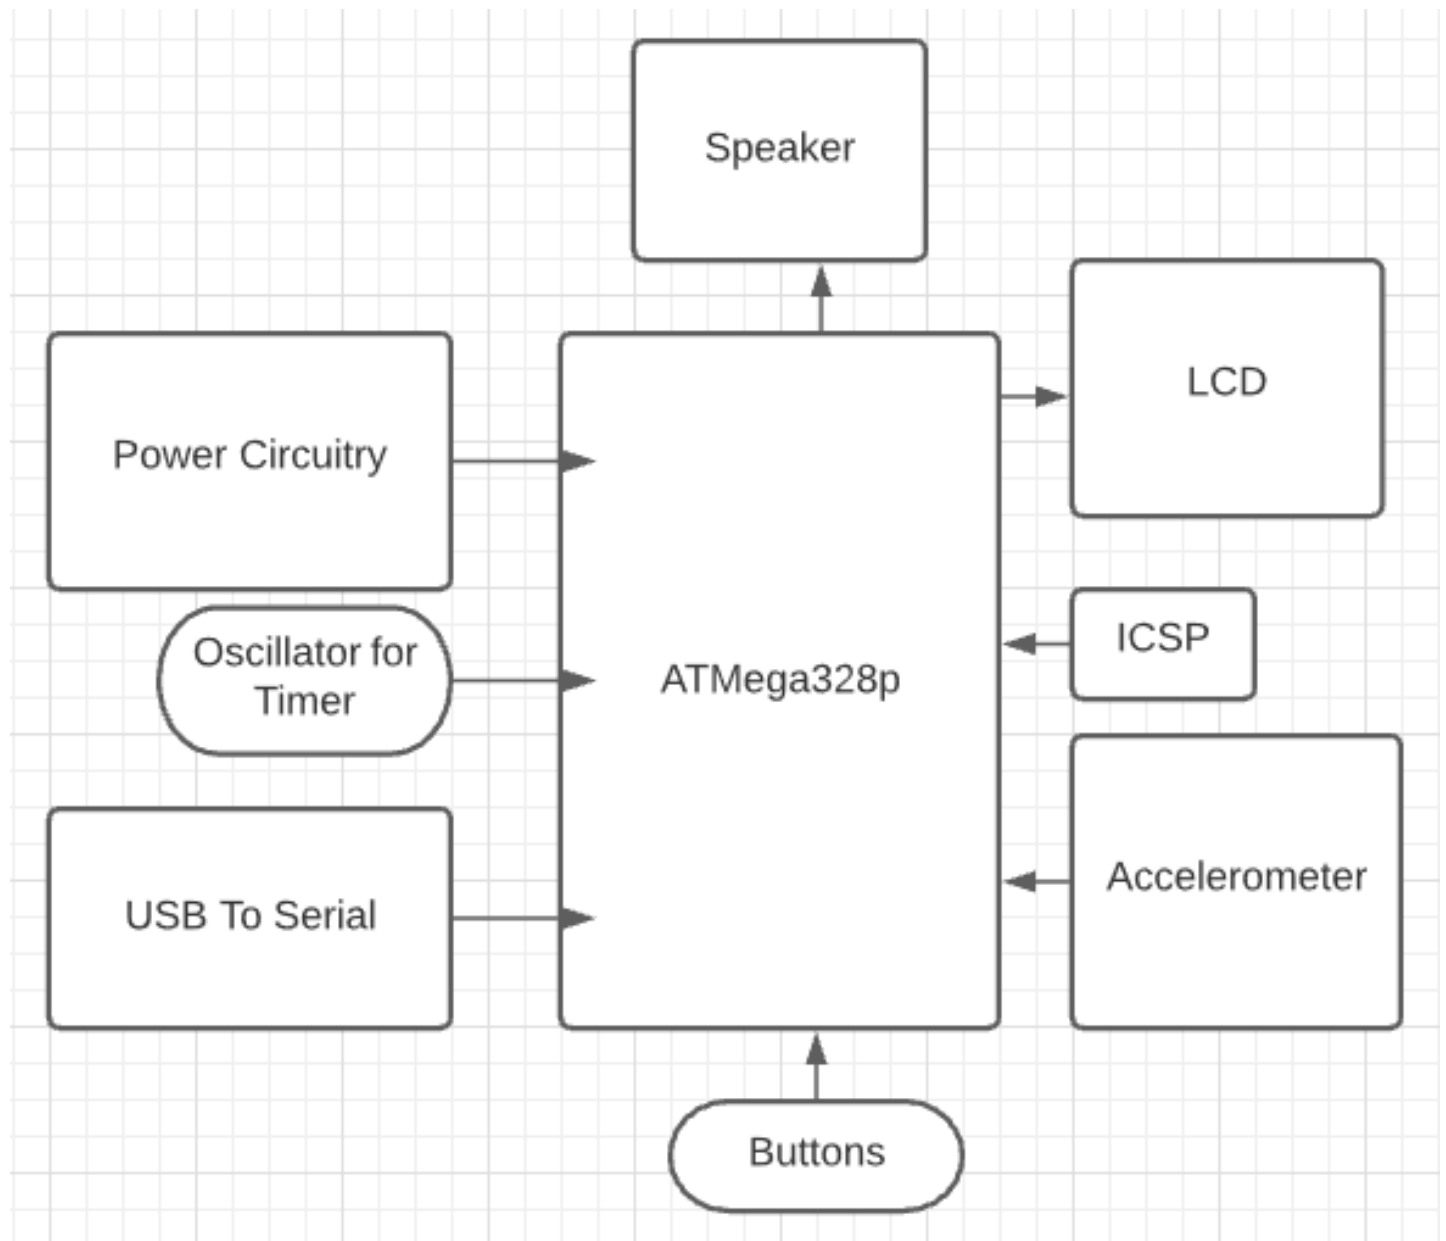 Speaker
LCD
Power Circuitry
ICSP
Oscillator for
Timer
ATMega328p
Accelerometer
USB To Serial
Buttons